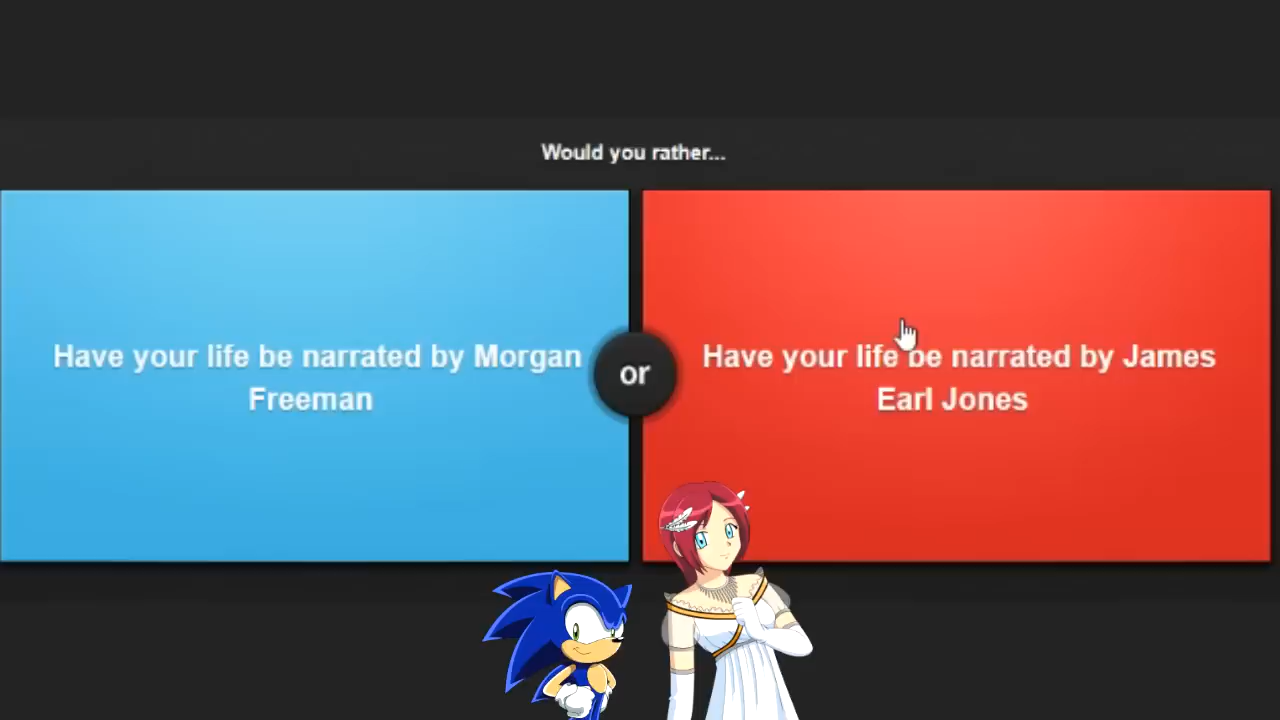 Would you rather...
Have your life be narrated by Morgan
Freeman
or
Have your life be narrated by James
Earl Jones